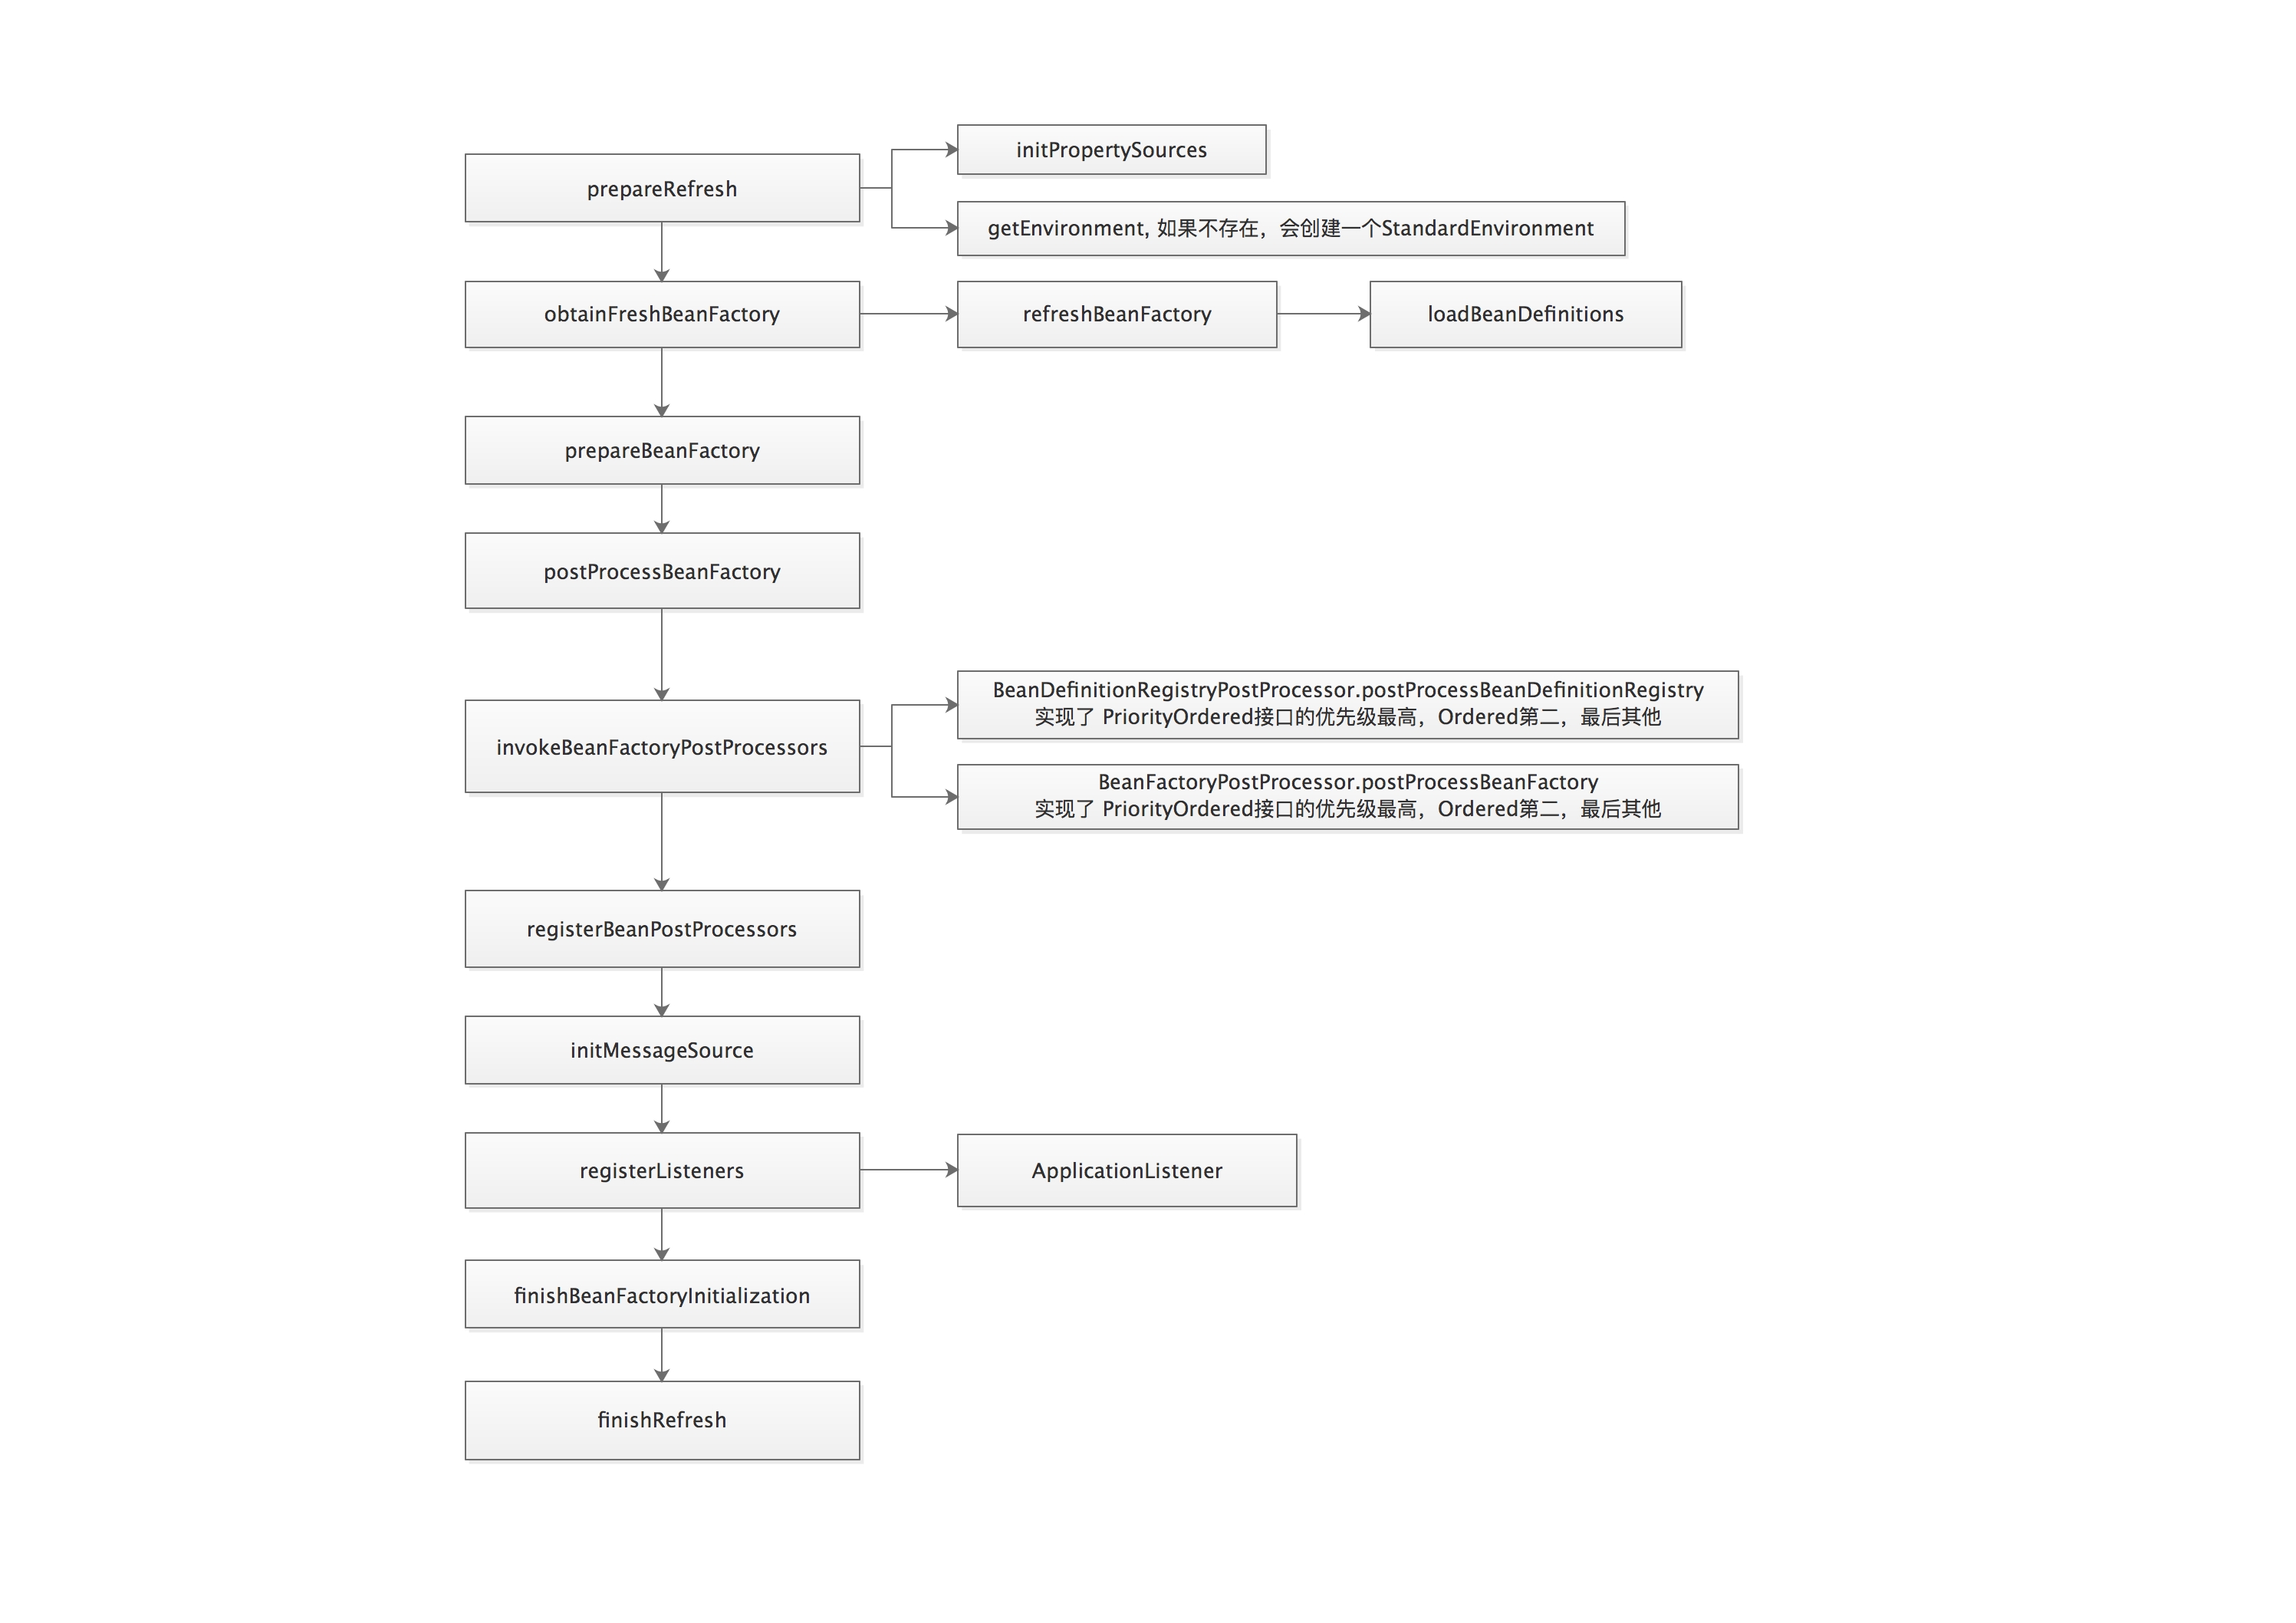 prepareRefresh
initPropertySources
getEnvironment, 如果不存在，会创建一个StandardEnvironment
obtainFreshBeanFactory
refreshBeanFactory
loadBeanDefinitions
prepareBeanFactory
postProcessBeanFactory
invokeBeanFactoryPostProcessors
BeanDefinitionRegistryPostProcessor.postProcessBeanDefinitionRegistry
实现了 PriorityOrdered接口的优先级最高，Ordered第二，最后其他
BeanFactoryPostProcessor.postProcessBeanFactory
实现了 PriorityOrdered接口的优先级最高，Ordered第二，最后其他
registerBeanPostProcessors
initMessageSource
registerListeners
ApplicationListener
finishBeanFactoryInitialization
finishRefresh